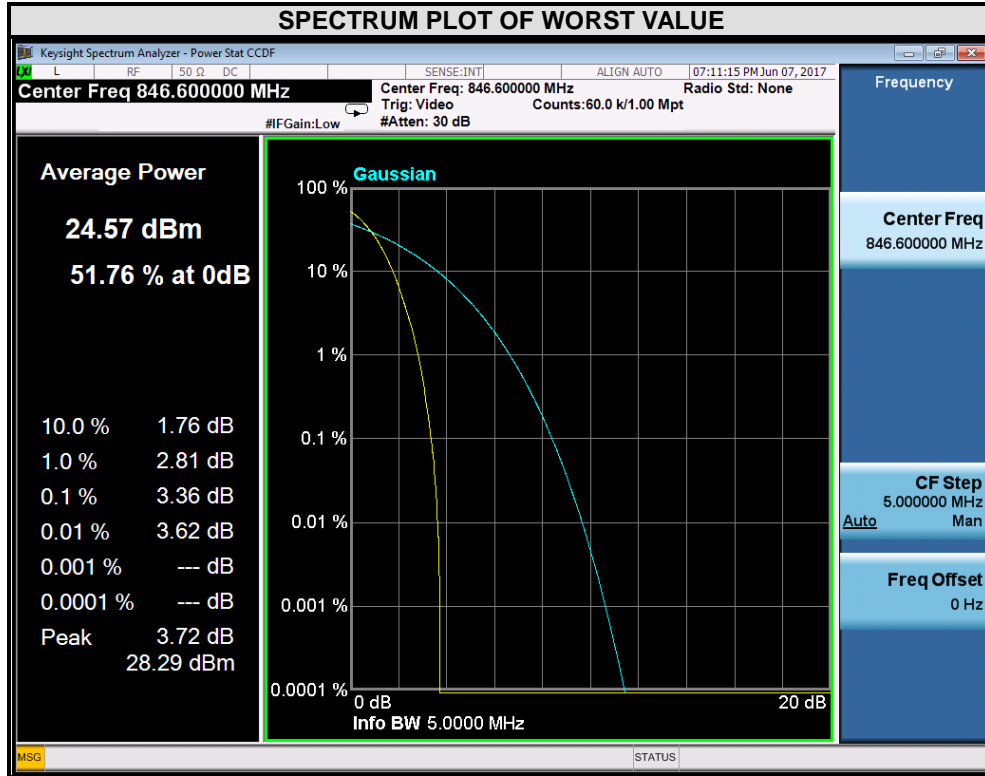 SPECTRUM PLOT OF WORST VALUE
Keysight Spectrum Analyzer - Power Stat CCDF
LXI L RF 50 Ω DC SENSE:INT ALIGN AUTO 07:11:15 PM Jun 07, 2017
Center Freq 846.600000 MHz
Center Freq: 846.600000 MHz Radio Std: None
Trig: Video Counts:60.0 k/1.00 Mpt
#IFGain:Low #Atten: 30 dB
Frequency
Average Power
24.57 dBm
51.76 % at 0dB
10.0 % 1.76 dB
1.0 % 2.81 dB
0.1 % 3.36 dB
0.01 % 3.62 dB
0.001 % --- dB
0.0001 % --- dB
Peak 3.72 dB
28.29 dBm
Gaussian
100 %
10 %
1 %
0.1 %
0.01 %
0.001 %
0.0001 %
0 dB 20 dB
Info BW 5.0000 MHz
Center Freq
846.600000 MHz
CF Step
5.000000 MHz
Auto Man
Freq Offset
0 Hz
MSG STATUS